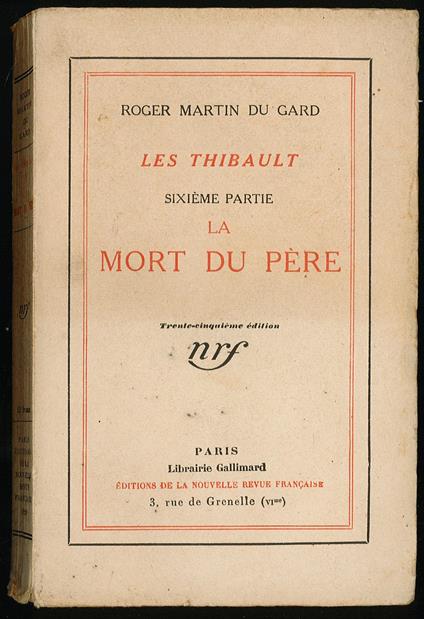 ROGER MARTIN DU GARD
LES THIBAULT
SIXIÈME PARTIE
LA
MORT DU PÈRE
Trente-cinquième édition
nrf
PARIS
Librairie Gallimard
ÉDITIONS DE LA NOUVELLE REVUE FRANÇAISE
3, rue de Grenelle (VIme)
nrf